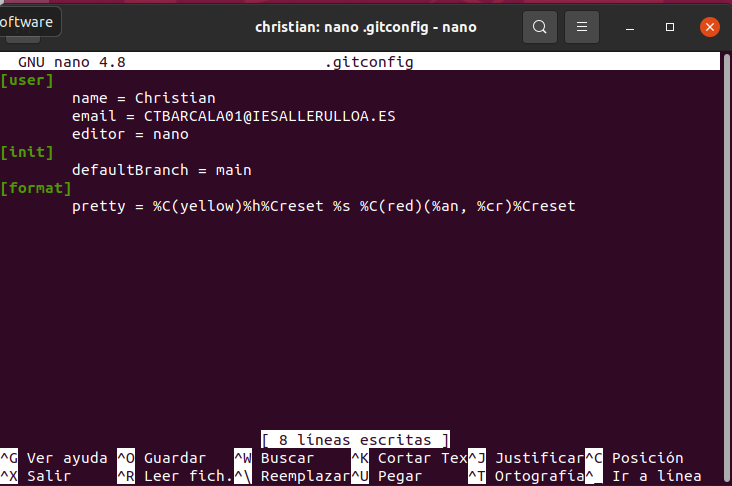 oftware
christian: nano .gitconfig - nano
GNU nano 4.8 .gitconfig
[user]
name = Christian
email = CTBARCALA01@IESALLERULLOA.ES
editor = nano
[init]
defaultBranch = main
[format]
pretty = %C(yellow)%h%Creset %s %C(red)(%an, %cr)%Creset
[ 8 líneas escritas ]
^G Ver ayuda ^O Guardar ^W Buscar ^K Cortar Tex^J Justificar^C Posición
^X Salir ^R Leer fich.^\ Reemplazar^U Pegar ^T Ortografía^_ Ir a línea